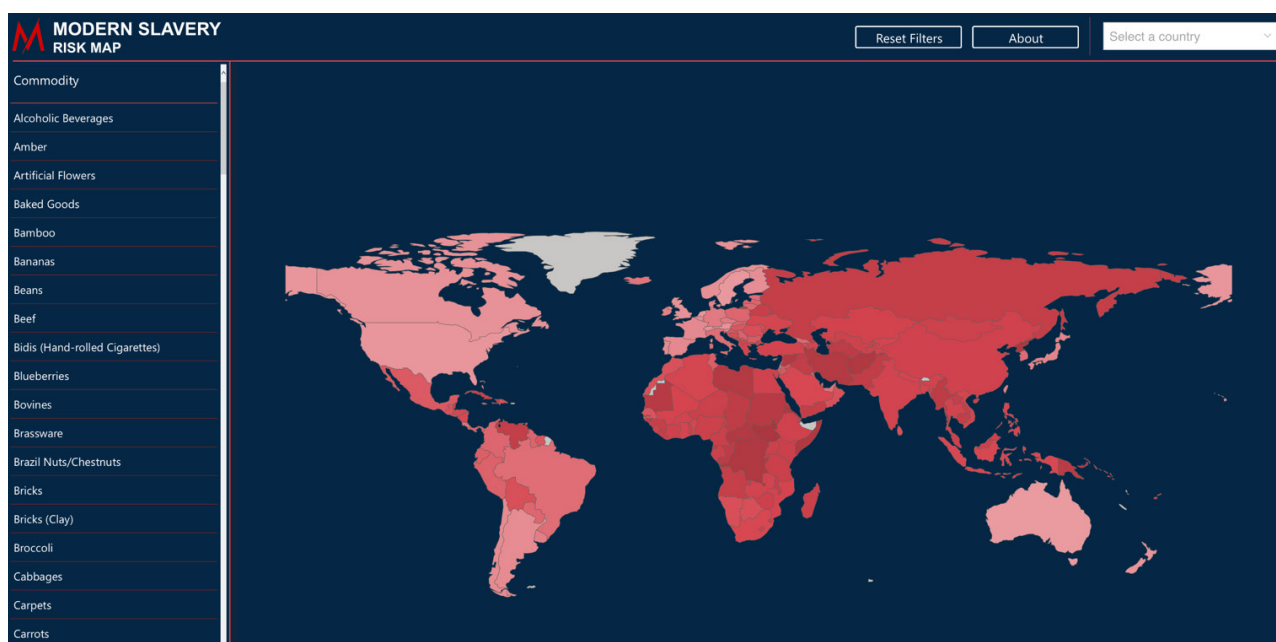 MODERN SLAVERY
RISK MAP
Reset Filters
About
Select a country
Commodity
Alcoholic Beverages
Amber
Artificial Flowers
Baked Goods
Bamboo
Bananas
Beans
Beef
Bidis (Hand-rolled Cigarettes)
Blueberries
Bovines
Brassware
Brazil Nuts/Chestnuts
Bricks
Bricks (Clay)
Broccoli
Cabbages
Carpets
Carrots